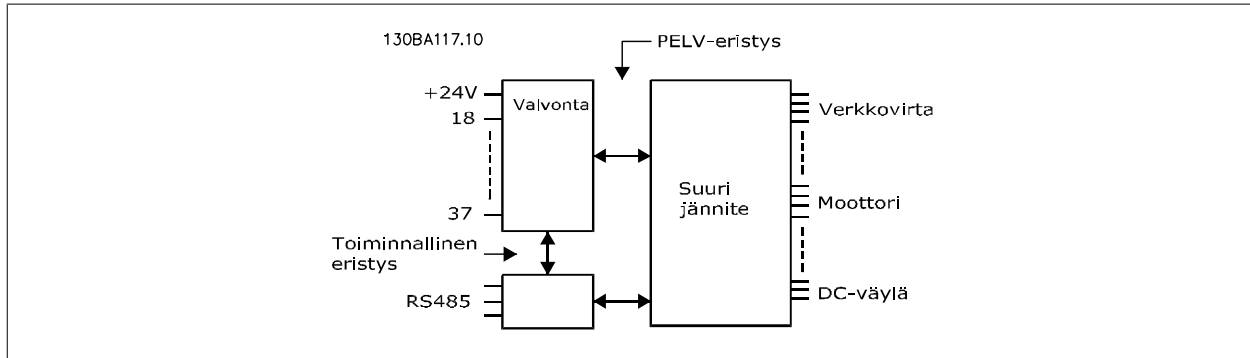 130BA117.10
PELV-eristys
+24V
18
37
Valvonta
Suuri
jännite
Verkkovirta
Moottori
DC-väylä
Toiminnallinen
eristys
RS485